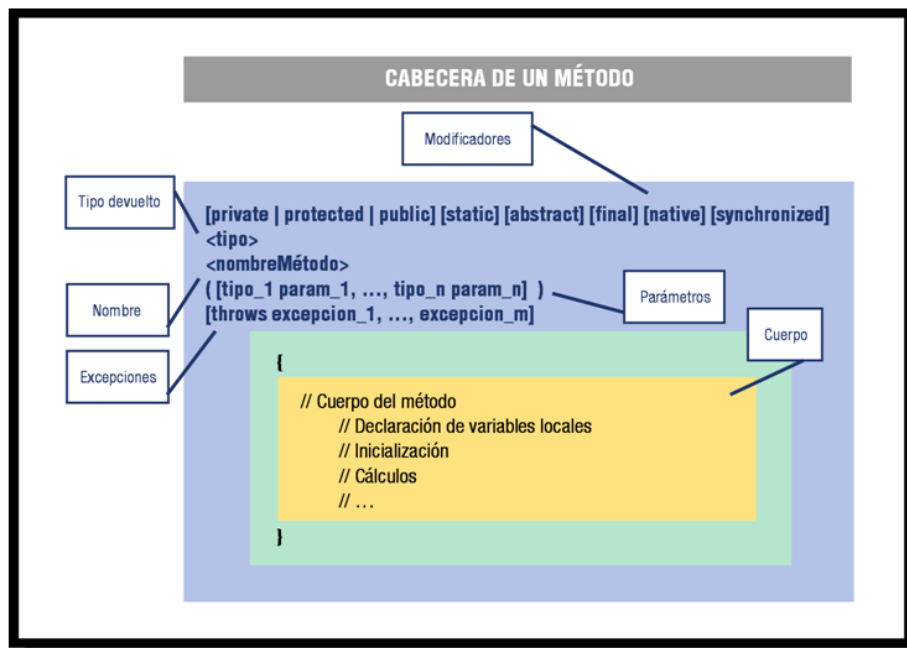 CABECERA DE UN MÉTODO
Modificadores
Tipo devuelto
[private | protected | public] [static] [abstract] [final] [native] [synchronized]
<tipo>
<nombreMétodo>
( [tipo_1 param_1, ..., tipo_n param_n] )
Parámetros
Nombre
[throws excepcion_1, ..., excepcion_m]
Cuerpo
Excepciones
{
// Cuerpo del método
// Declaración de variables locales
// Inicialización
// Cálculos
// ...
}